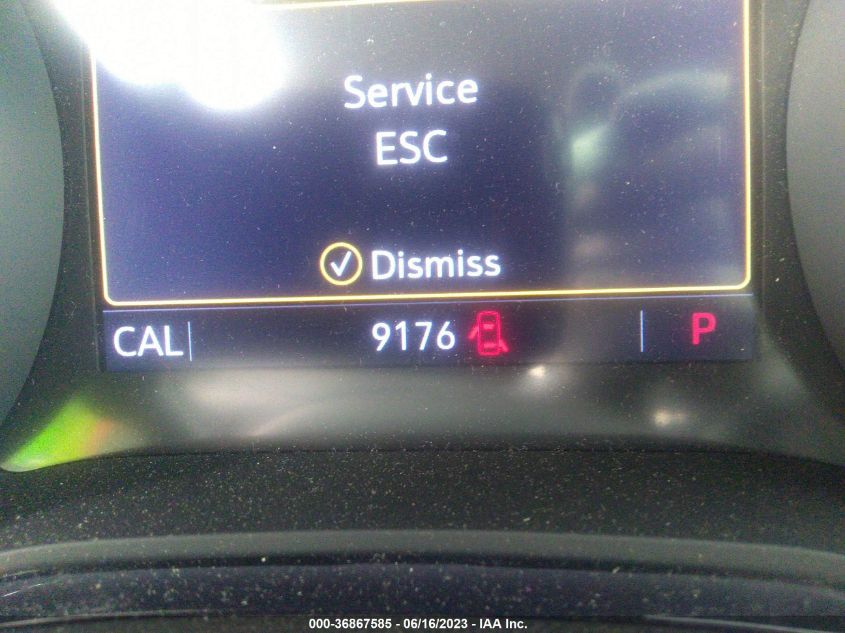 Service
ESC
Dismiss
CAL 9176 P
000-36867585 / 06/16/2023 - IAA Inc.